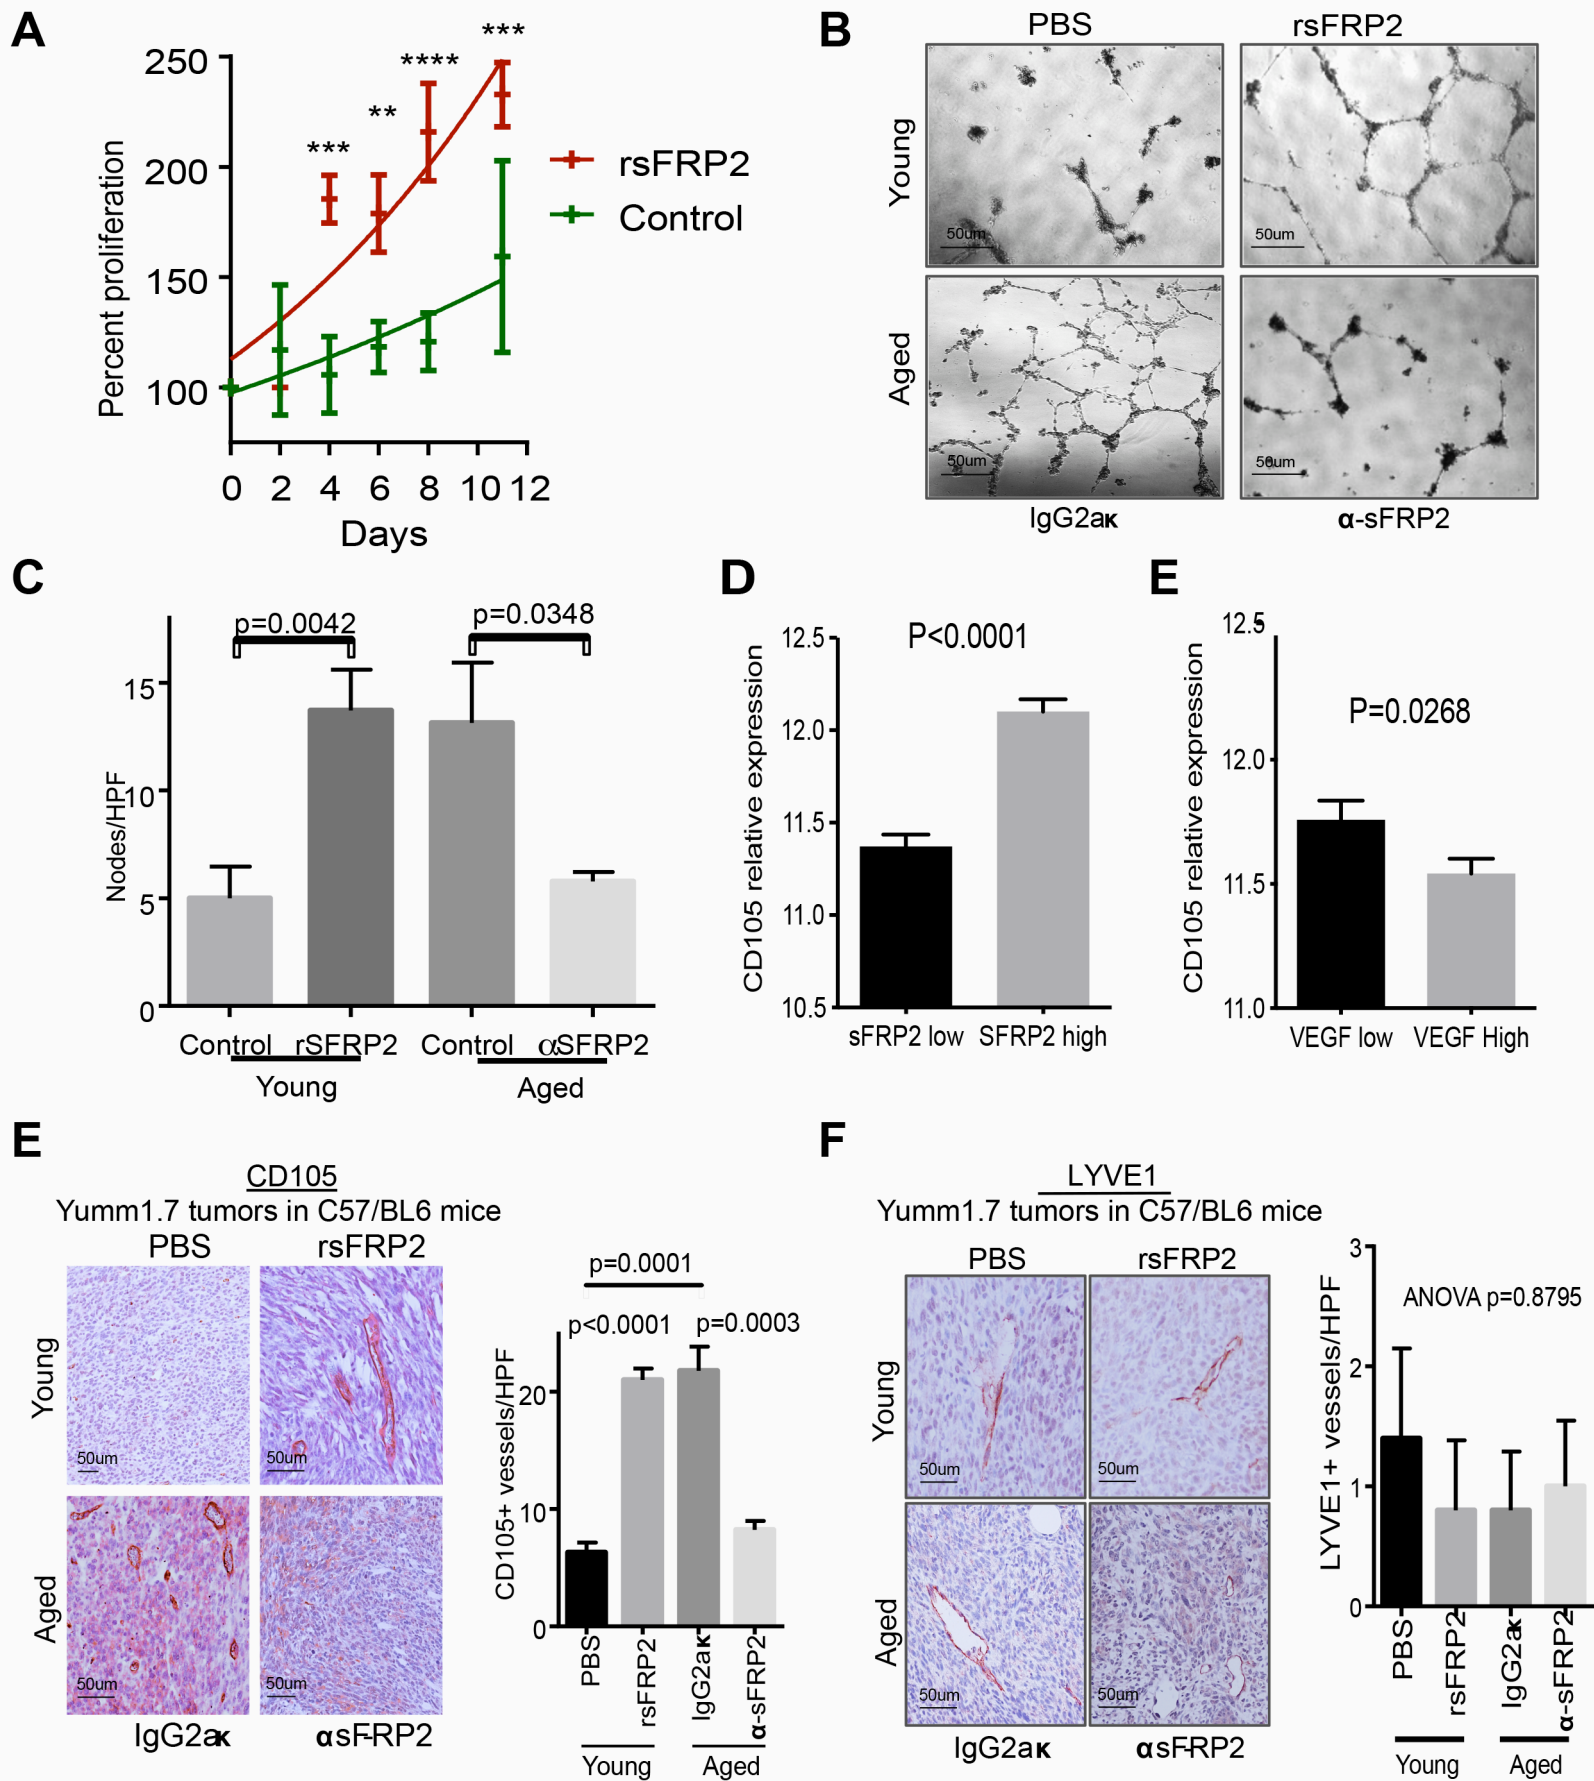 A
250
200
150
100
Percent proliferation
***
**
****
***
rsFRP2
Control
0 2 4 6 8 10 12
Days
B
PBS rsFRP2
Young
Aged
50um
50um
50um
50um
IgG2aκ α-sFRP2
C
p=0.0042
p=0.0348
Nodes/HPF
15
10
5
0
Control rSFRP2 Control αSFRP2
Young Aged
D
P<0.0001
CD105 relative expression
12.5
12.0
11.5
11.0
10.5
sFRP2 low SFRP2 high
E
P=0.0268
CD105 relative expression
12.5
12.0
11.5
11.0
VEGF low VEGF High
E
CD105
Yumm1.7 tumors in C57/BL6 mice
PBS rsFRP2
Young
Aged
50um
50um
50um
50um
IgG2aκ αsF-RP2
p=0.0001
p<0.0001 p=0.0003
CD105+ vessels/HPF
20
10
0
PBS
rsFRP2
IgG2aκ
α-sFRP2
Young Aged
F
LYVE1
Yumm1.7 tumors in C57/BL6 mice
PBS rsFRP2
Young
Aged
50um
50um
50um
50um
IgG2aκ αsF-RP2
ANOVA p=0.8795
LYVE1+ vessels/HPF
3
2
1
0
PBS
rsFRP2
IgG2aκ
α-sFRP2
Young Aged